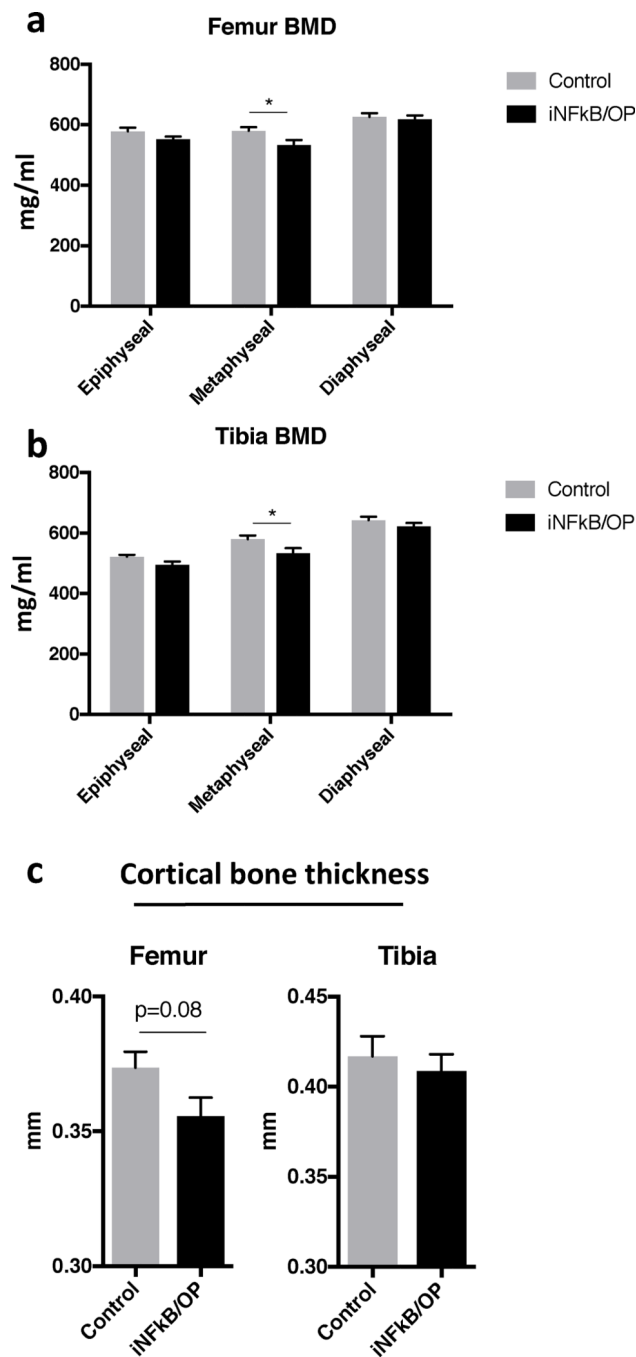 a
Femur BMD
800
600
400
200
0
mg/ml
*
Epiphyseal
Metaphyseal
Diaphyseal
Control
iNFkB/OP
b
Tibia BMD
800
600
400
200
0
mg/ml
*
Epiphyseal
Metaphyseal
Diaphyseal
Control
iNFkB/OP
c
Cortical bone thickness
Femur
0.40
0.35
0.30
mm
p=0.08
Control
iNFkB/OP
Tibia
0.45
0.40
0.35
0.30
mm
Control
iNFkB/OP